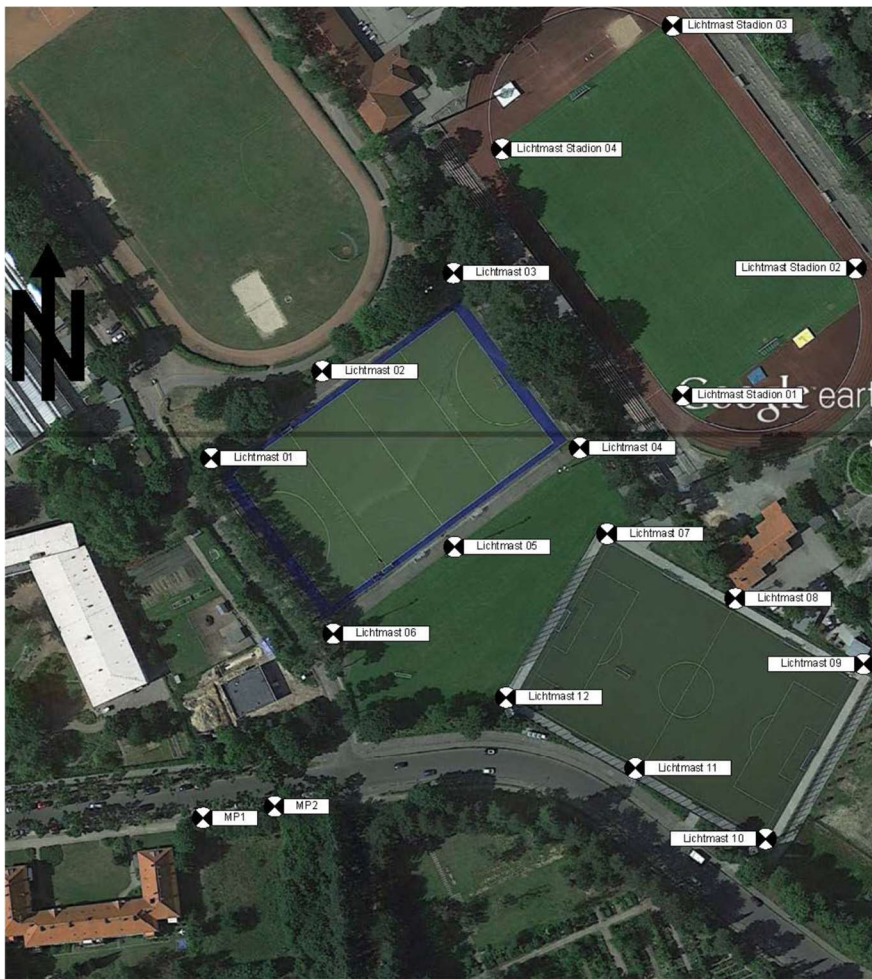 Lichtmast Stadion 03
Lichtmast Stadion 04
Lichtmast Stadion 02
Lichtmast 03
N
Lichtmast 02
Lichtmast Stadion 01
Google eart
Lichtmast 01
Lichtmast 04
Lichtmast 07
Lichtmast 05
Lichtmast 08
Lichtmast 06
Lichtmast 09
Lichtmast 12
Lichtmast 11
MP2
MP1
Lichtmast 10